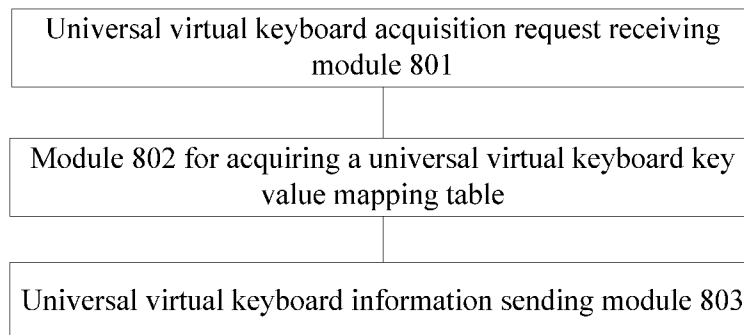 Universal virtual keyboard acquisition request receiving
module 801
Module 802 for acquiring a universal virtual keyboard key
value mapping table
Universal virtual keyboard information sending module 803